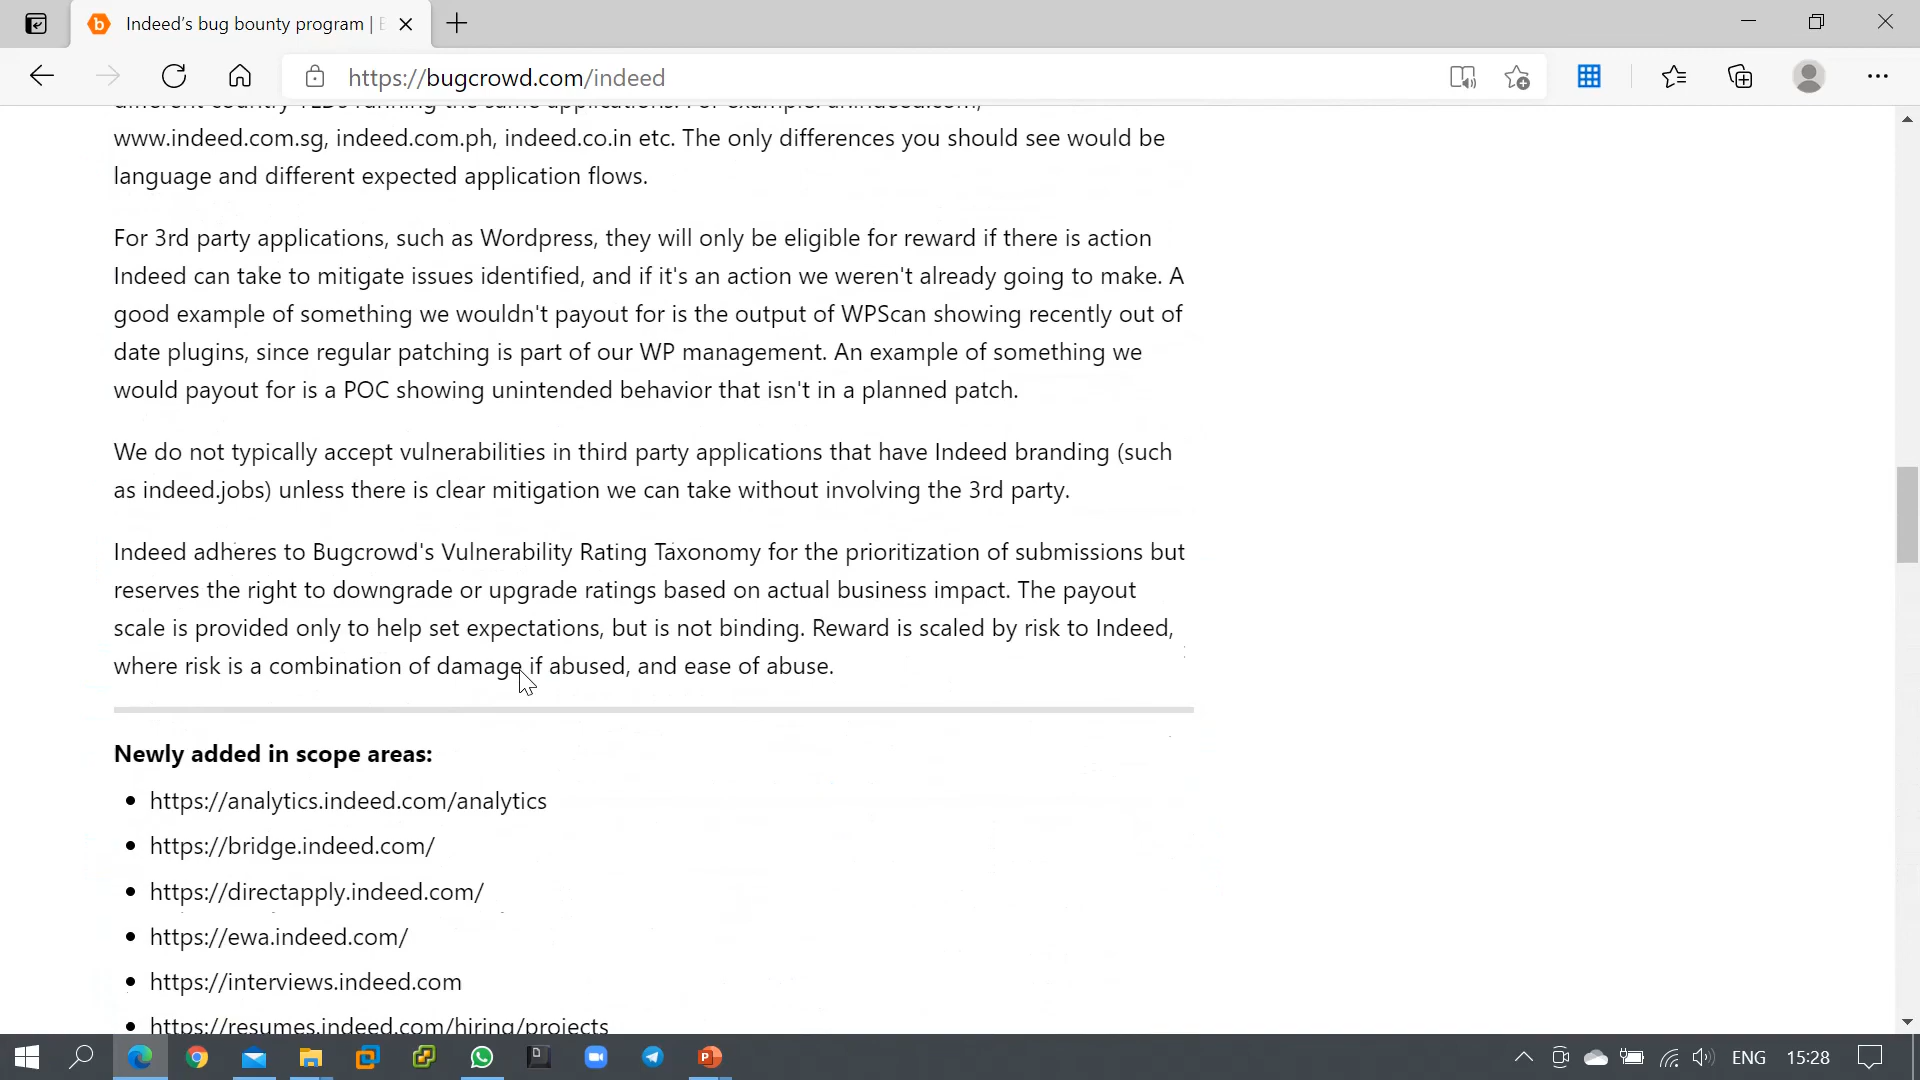 Indeed's bug bounty program |
https://bugcrowd.com/indeed
www.indeed.com.sg, indeed.com.ph, indeed.co.in etc. The only differences you should see would be
language and different expected application flows.
For 3rd party applications, such as Wordpress, they will only be eligible for reward if there is action
Indeed can take to mitigate issues identified, and if it's an action we weren't already going to make. A
good example of something we wouldn't payout for is the output of WPScan showing recently out of
date plugins, since regular patching is part of our WP management. An example of something we
would payout for is a POC showing unintended behavior that isn't in a planned patch.
We do not typically accept vulnerabilities in third party applications that have Indeed branding (such
as indeed.jobs) unless there is clear mitigation we can take without involving the 3rd party.
Indeed adheres to Bugcrowd's Vulnerability Rating Taxonomy for the prioritization of submissions but
reserves the right to downgrade or upgrade ratings based on actual business impact. The payout
scale is provided only to help set expectations, but is not binding. Reward is scaled by risk to Indeed,
where risk is a combination of damage if abused, and ease of abuse.
Newly added in scope areas:
• https://analytics.indeed.com/analytics
• https://bridge.indeed.com/
• https://directapply.indeed.com/
• https://ewa.indeed.com/
• https://interviews.indeed.com
• https://resumes.indeed.com/hiring/projects
ENG 15:28